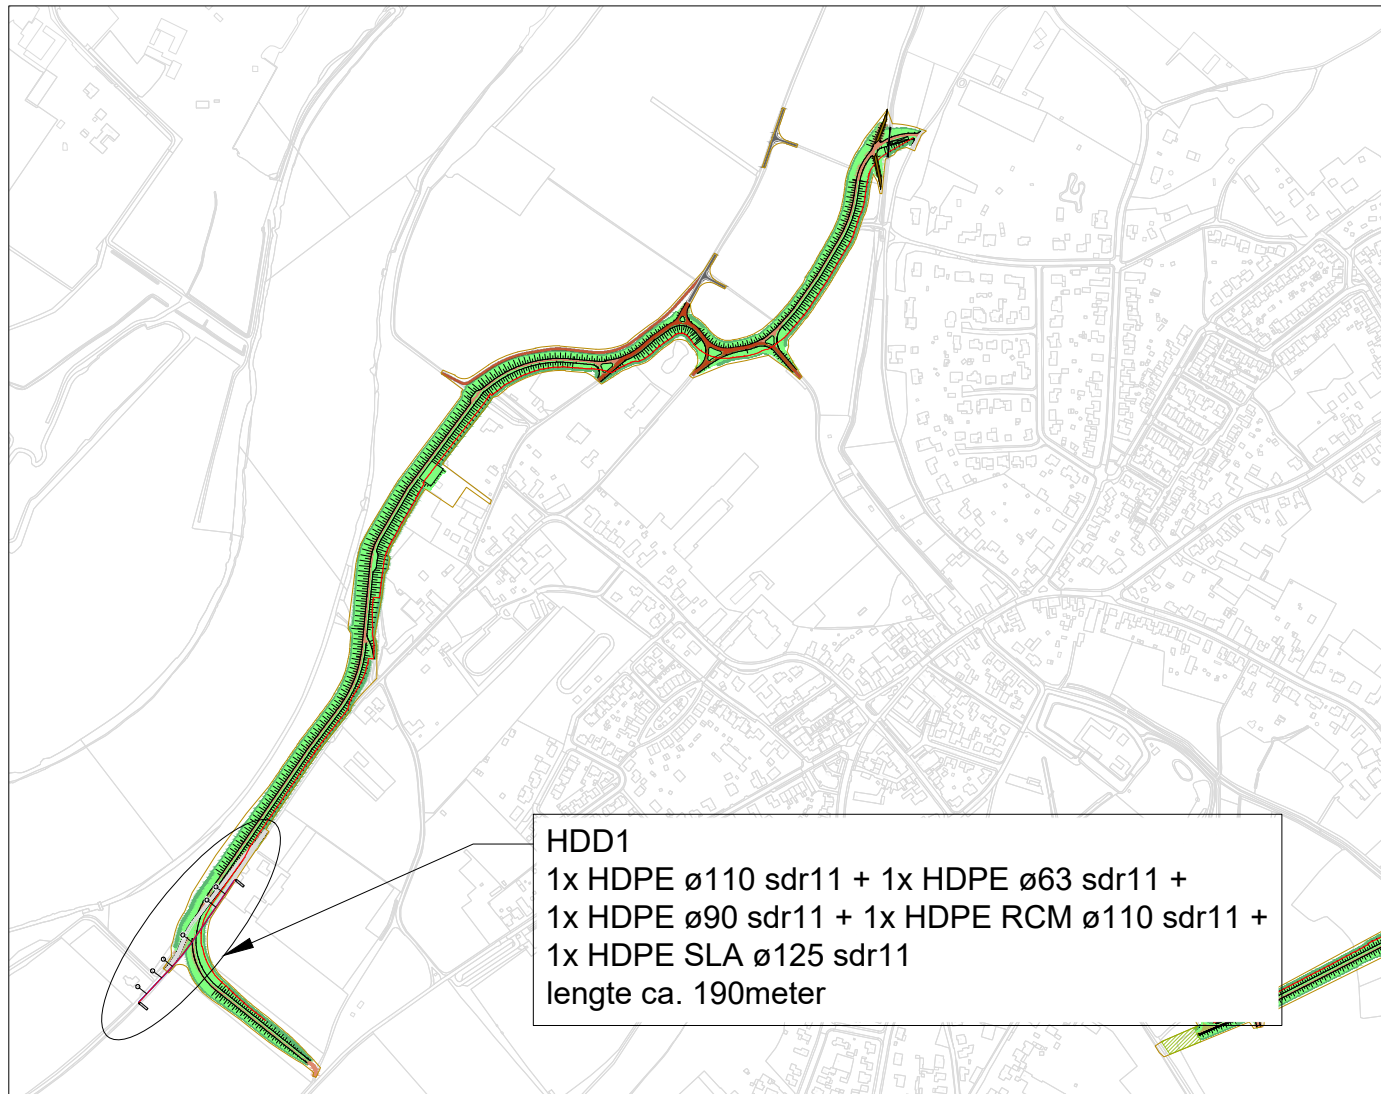 HDD1
1x HDPE ø110 sdr11 + 1x HDPE ø63 sdr11 +
1x HDPE ø90 sdr11 + 1x HDPE RCM ø110 sdr11 +
1x HDPE SLA ø125 sdr11
lengte ca. 190meter